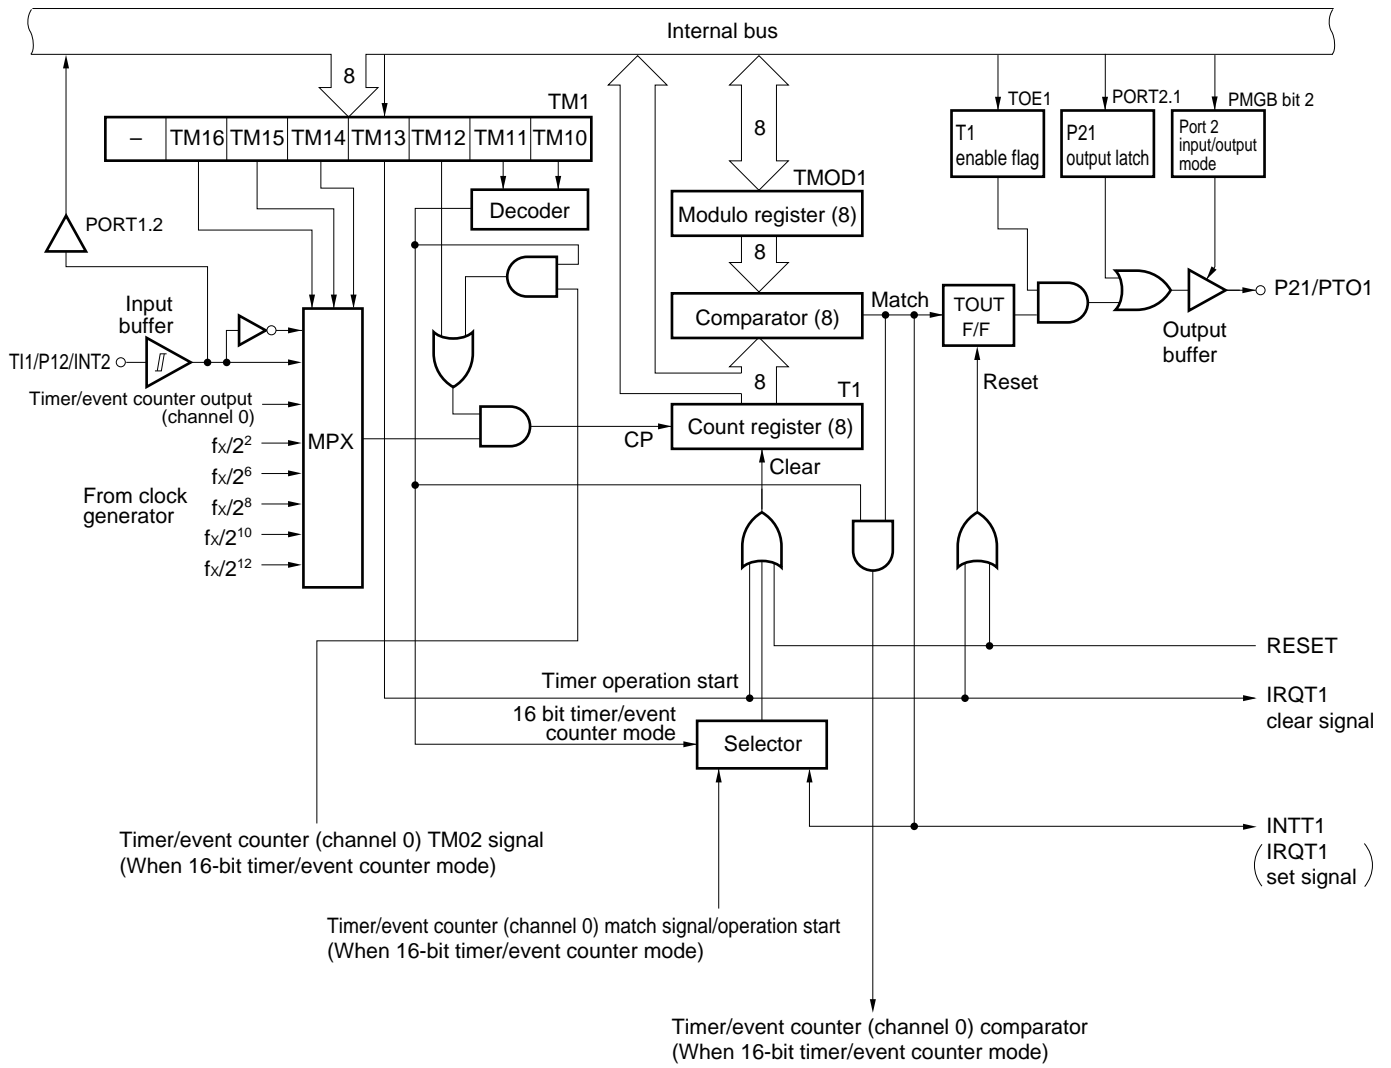 Internal bus
8
TM1
– TM16 TM15 TM14 TM13 TM12 TM11 TM10
Decoder
PORT1.2
Input
buffer
TI1/P12/INT2
Timer/event counter output
(channel 0)
fX/2²
fX/2⁶
From clock
generator
fX/2⁸
fX/2¹⁰
fX/2¹²
MPX
8
TMOD1
Modulo register (8)
8
Comparator (8)
Match
8
T1
Count register (8)
CP
Clear
TOE1
T1
enable flag
PORT2.1
P21
output latch
PMGB bit 2
Port 2
input/output
mode
TOUT
F/F
Reset
P21/PTO1
Output
buffer
RESET
Timer operation start
IRQT1
clear signal
16 bit timer/event
counter mode
Selector
INTT1
(IRQT1
set signal)
Timer/event counter (channel 0) TM02 signal
(When 16-bit timer/event counter mode)
Timer/event counter (channel 0) match signal/operation start
(When 16-bit timer/event counter mode)
Timer/event counter (channel 0) comparator
(When 16-bit timer/event counter mode)